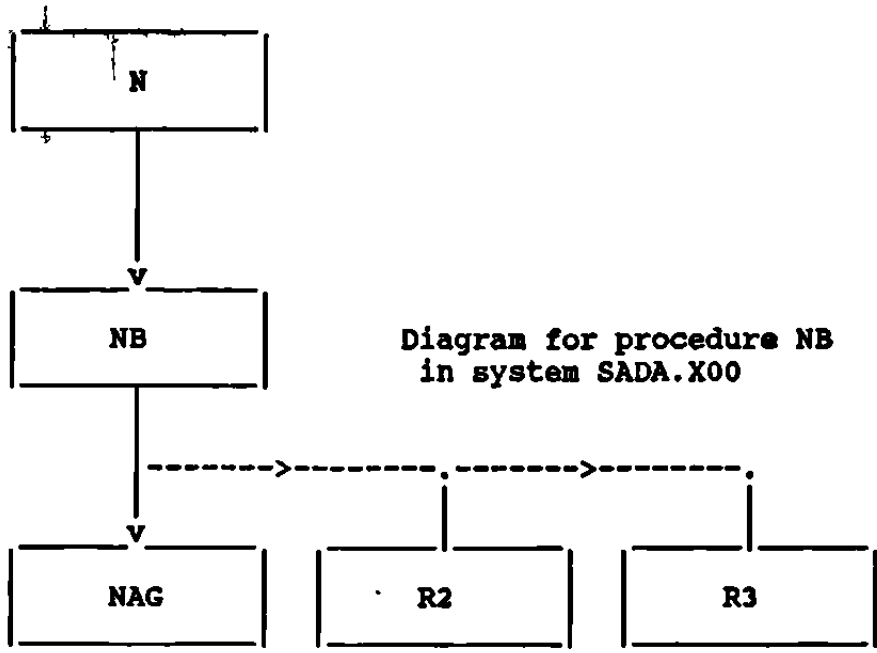 N
NB
Diagram for procedure NB
in system SADA.X00
NAG
R2
R3